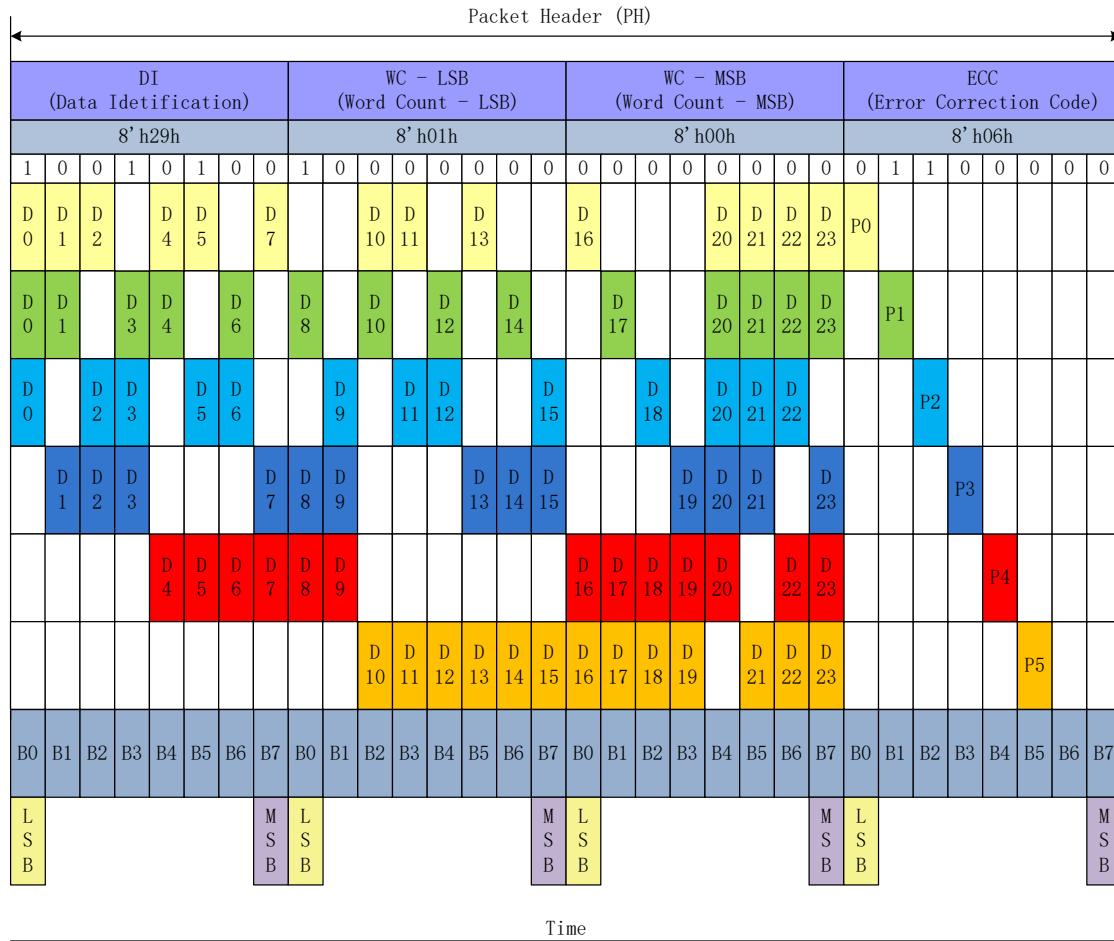 Packet Header (PH)
DI WC - LSB WC - MSB ECC
(Data Idetification) (Word Count - LSB) (Word Count - MSB) (Error Correction Code)
8'h29h 8'h01h 8'h00h 8'h06h
1 0 0 1 0 1 0 0 1 0 0 0 0 0 0 0 0 0 0 0 0 0 0 0 0 1 1 0 0 0 0 0
D0 D1 D2 D4 D5 D7 D10 D11 D13 D16 D20 D21 D22 D23 P0
D0 D1 D3 D4 D6 D8 D10 D12 D14 D17 D20 D21 D22 D23 P1
D0 D2 D3 D5 D6 D9 D11 D12 D15 D18 D20 D21 D22 P2
D1 D2 D3 D7 D8 D9 D13 D14 D15 D19 D20 D21 D23 P3
D4 D5 D6 D7 D8 D9 D16 D17 D18 D19 D20 D22 D23 P4
D10 D11 D12 D13 D14 D15 D16 D17 D18 D19 D21 D22 D23 P5
B0 B1 B2 B3 B4 B5 B6 B7 B0 B1 B2 B3 B4 B5 B6 B7 B0 B1 B2 B3 B4 B5 B6 B7 B0 B1 B2 B3 B4 B5 B6 B7
LSB MSB LSB MSB LSB MSB LSB MSB
Time